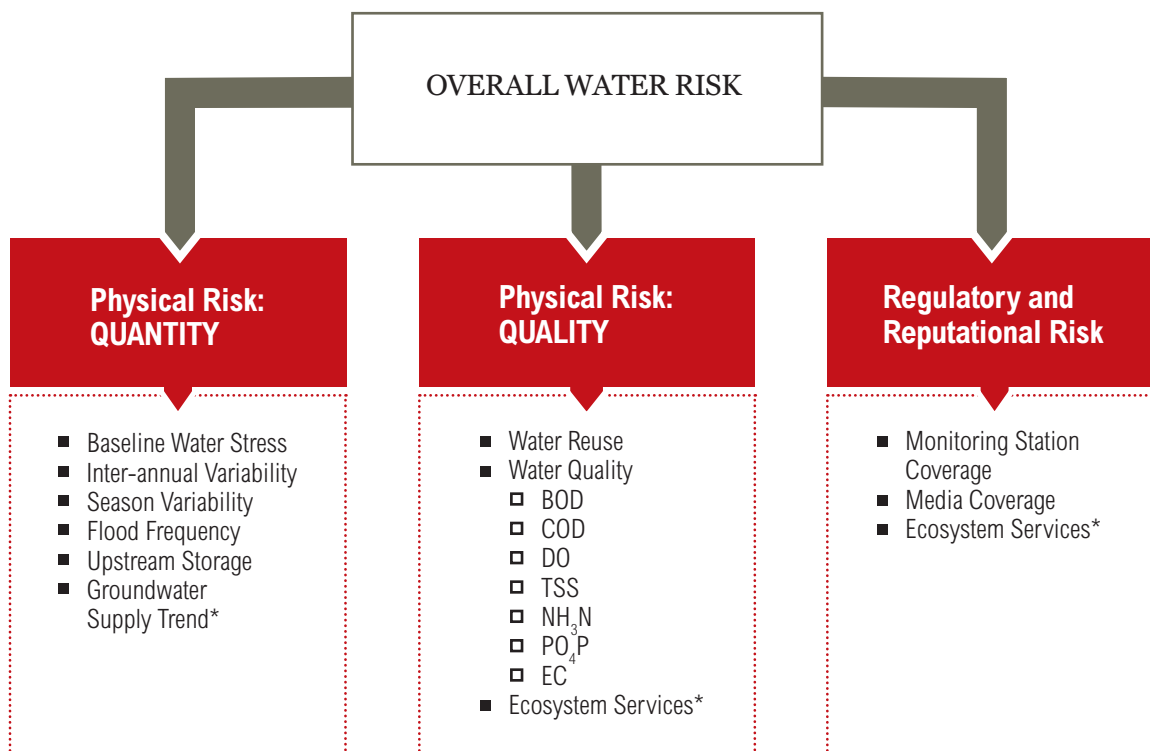 OVERALL WATER RISK
Physical Risk:
QUANTITY
■ Baseline Water Stress
■ Inter-annual Variability
■ Season Variability
■ Flood Frequency
■ Upstream Storage
■ Groundwater
Supply Trend*
Physical Risk:
QUALITY
■ Water Reuse
■ Water Quality
□ BOD
□ COD
□ DO
□ TSS
□ NH₃N
□ PO₄P
□ EC
■ Ecosystem Services*
Regulatory and
Reputational Risk
■ Monitoring Station
Coverage
■ Media Coverage
■ Ecosystem Services*